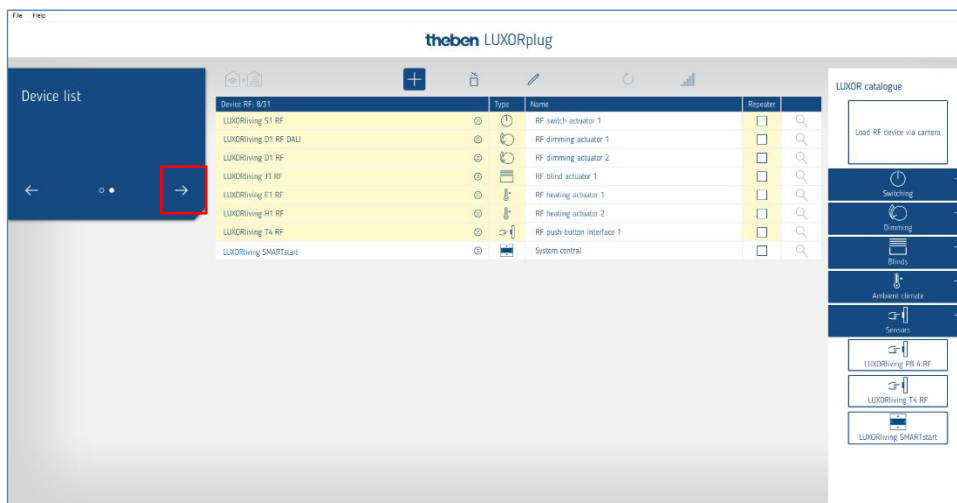 File Help
theben LUXORplug
Device list
Device RF: 8/31 Type Name Repeater
LUXORliving S1 RF RF switch actuator 1
LUXORliving D1 RF DALI RF dimming actuator 1
LUXORliving D1 RF RF dimming actuator 2
LUXORliving J1 RF RF blind actuator 1
LUXORliving E1 RF RF heating actuator 1
LUXORliving H1 RF RF heating actuator 2
LUXORliving T4 RF RF push button interface 1
LUXORliving SMARTstart System central
LUXOR catalogue
Load RF device via camera
Switching
Dimming
Blinds
Ambient climate
Sensors
LUXORliving PB 4 RF
LUXORliving T4 RF
LUXORliving SMARTstart